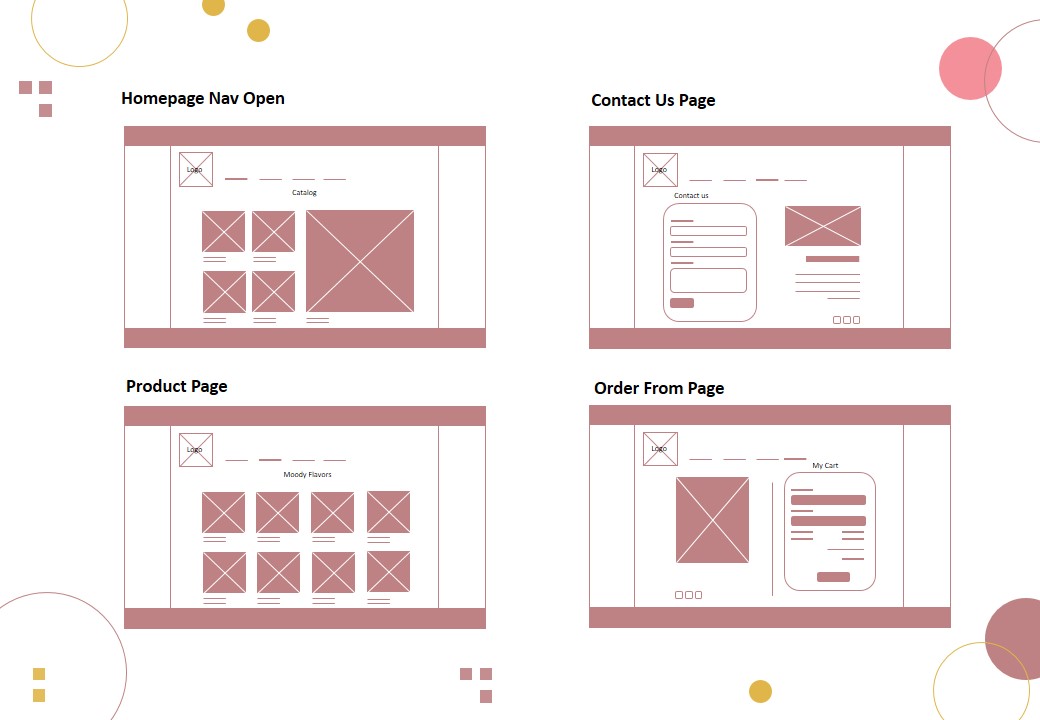 Homepage Nav Open
Logo
Catalog
Contact Us Page
Logo
Contact us
Product Page
Logo
Moody Flavors
Order From Page
Logo
My Cart